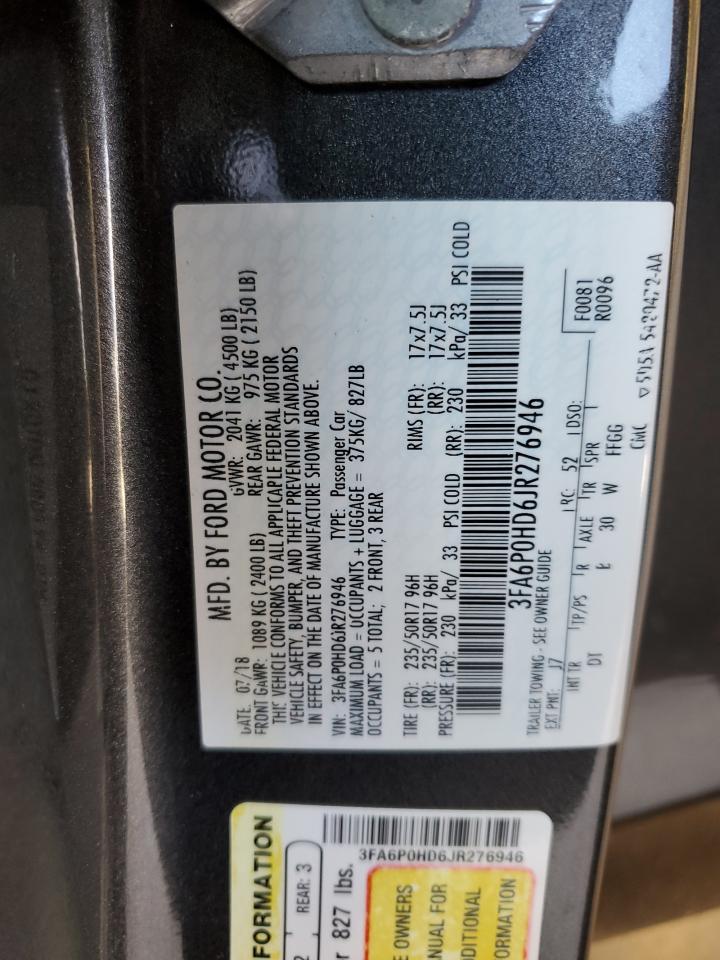 MFD. BY FORD MOTOR CO.
DATE: 07/18 GVWR: 2041 KG ( 4500 LB)
FRONT GAWR: 1089 KG ( 2400 LB) REAR GAWR: 975 KG ( 2150 LB)
THIS VEHICLE CONFORMS TO ALL APPLICABLE FEDERAL MOTOR
VEHICLE SAFETY, BUMPER, AND THEFT PREVENTION STANDARDS
IN EFFECT ON THE DATE OF MANUFACTURE SHOWN ABOVE.
VIN: 3FA6P0HD6JR276946 TYPE: Passenger Car
MAXIMUM LOAD = OCCUPANTS + LUGGAGE = 375KG/ 827LB
OCCUPANTS = 5 TOTAL; 2 FRONT, 3 REAR
TIRE (FR): 235/50R17 96H RIMS (FR): 17x7.5J
(RR): 235/50R17 96H (RR): 17x7.5J
PRESSURE (FR): 230 kPa/ 33 PSI COLD (RR): 230 kPa/ 33 PSI COLD
3FA6P0HD6JR276946
TRAILER TOWING - SEE OWNER GUIDE
EXT PNT: J7 RC: 52 DSO: F0081
R0096
INT TR TP/PS R AXLE TR SPR
DT 30 W FFGG
CMC
FORMATION
REAR: 3
3FA6P0HD6JR276946
827 lbs.
E OWNERS
NUAL FOR
DDITIONAL
ORMATION